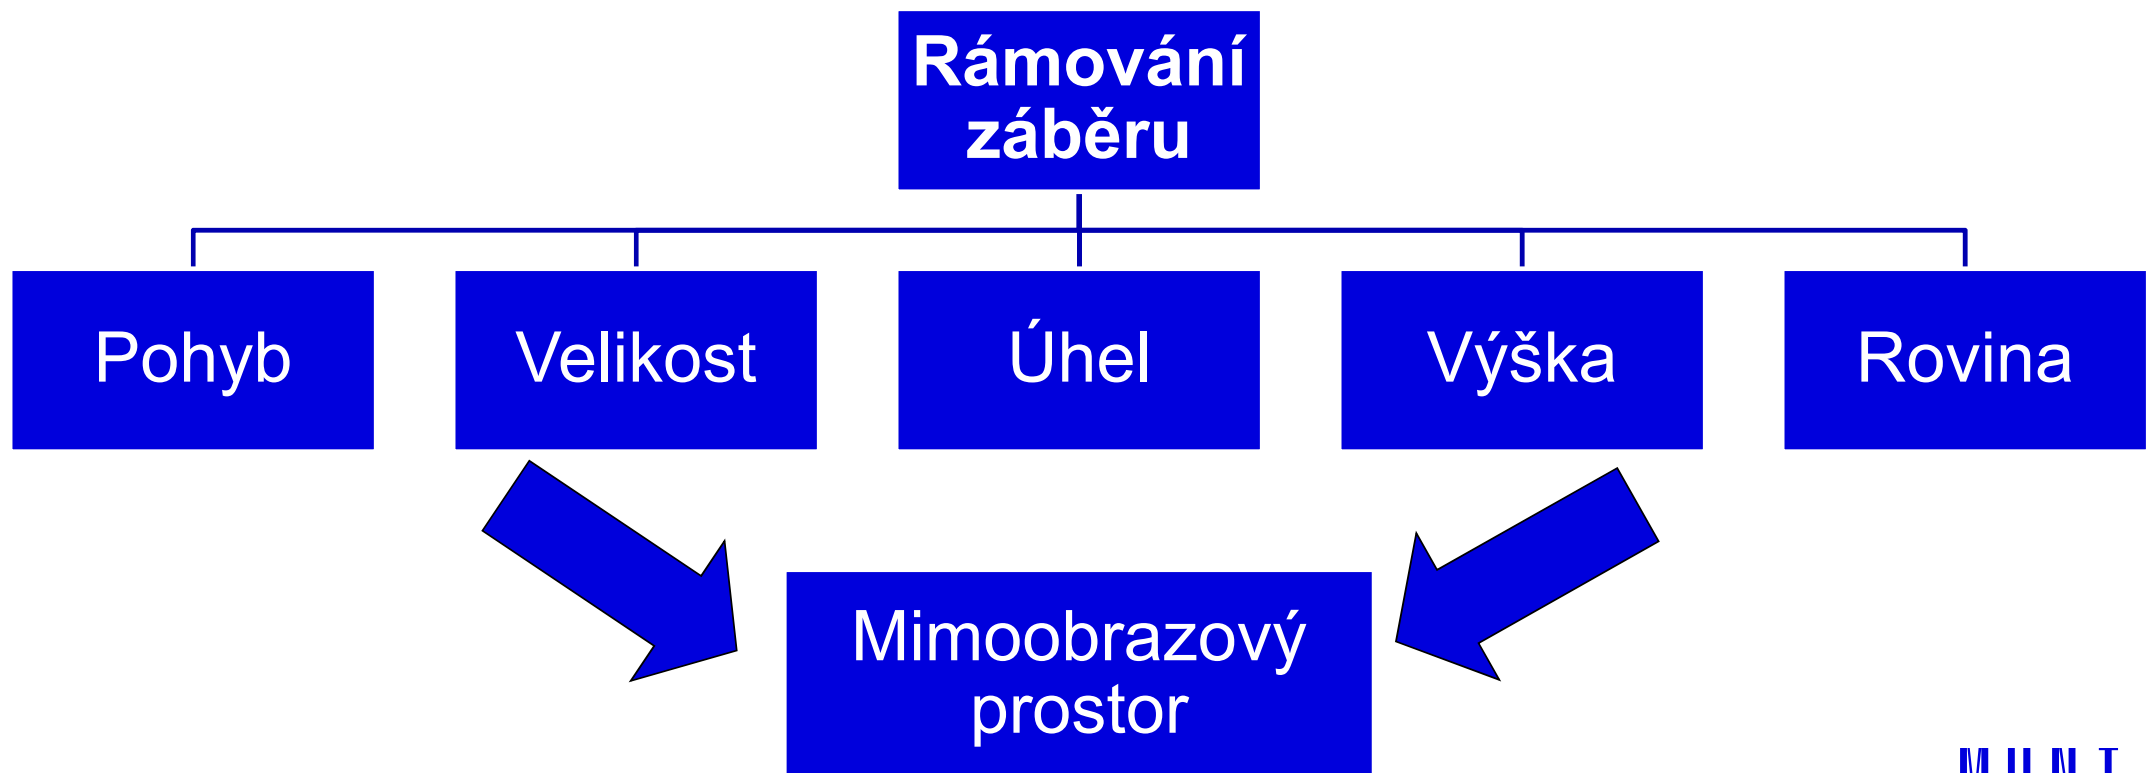 Rámování
záběru
Pohyb
Velikost
Úhel
Výška
Rovina
Mimoobrazový
prostor